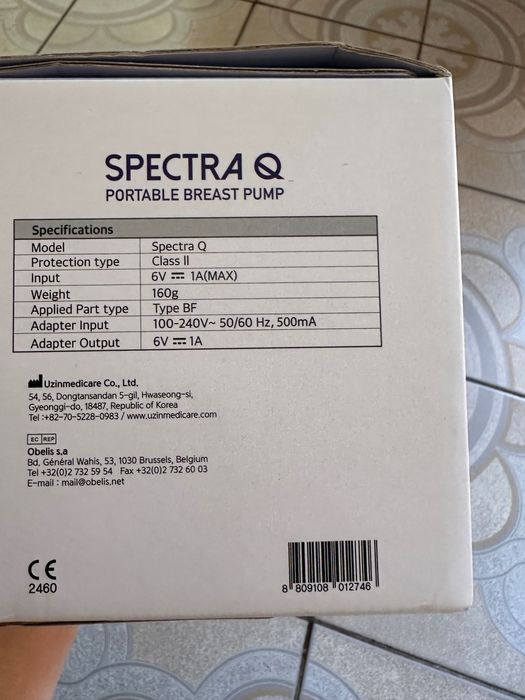 SPECTRA Q
PORTABLE BREAST PUMP
Specifications
Model Spectra Q
Protection type Class II
Input 6V ⎓ 1A(MAX)
Weight 160g
Applied Part type Type BF
Adapter Input 100-240V~ 50/60 Hz, 500mA
Adapter Output 6V ⎓ 1A
Uzinmedicare Co., Ltd.
54, 56, Dongtansandan 5-gil, Hwaseong-si,
Gyeonggi-do, 18487, Republic of Korea
Tel :+82-70-5228-0983 / www.uzinmedicare.com
EC REP
Obelis s.a
Bd. Général Wahis, 53, 1030 Brussels, Belgium
Tel +32(0)2 732 59 54 Fax +32(0)2 732 60 03
E-mail : mail@obelis.net
CE
2460
8 809108 012746